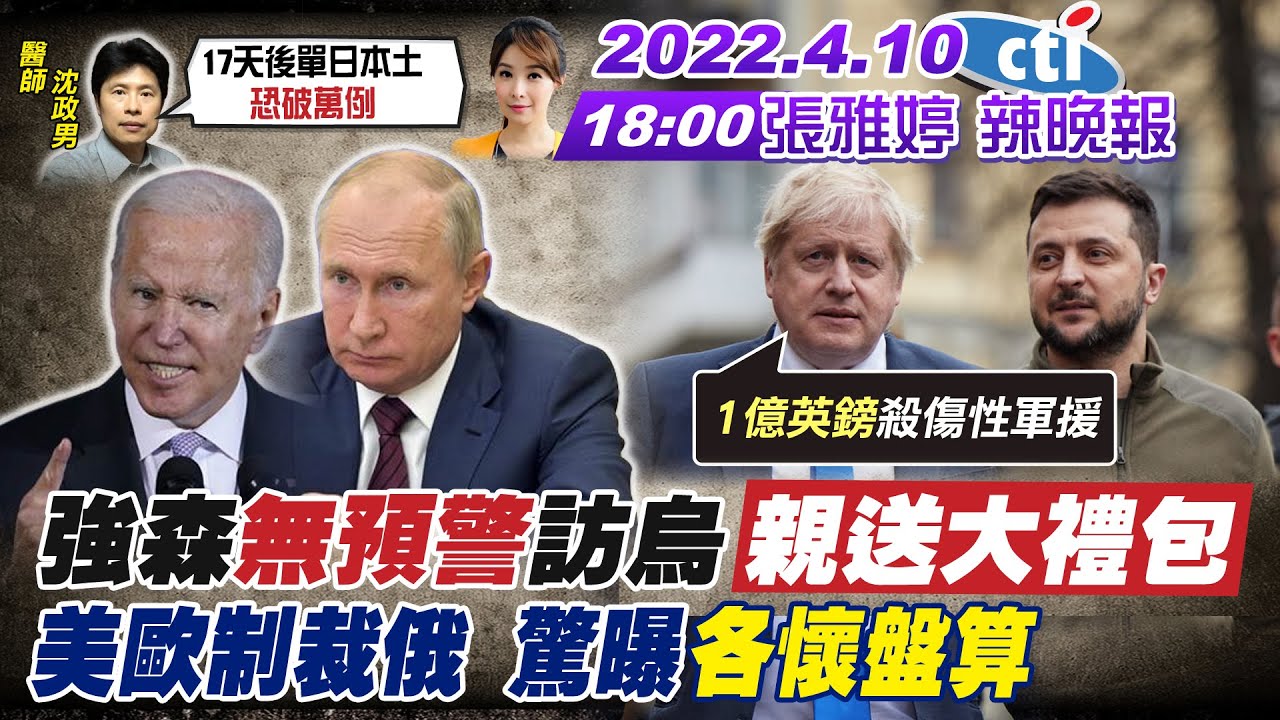 醫師 沈政男
17天後單日本土
恐破萬例
2022.4.10
cti
18:00 張雅婷 辣晚報
1億英鎊殺傷性軍援
強森無預警訪烏 親送大禮包
美歐制裁俄 驚曝各懷盤算